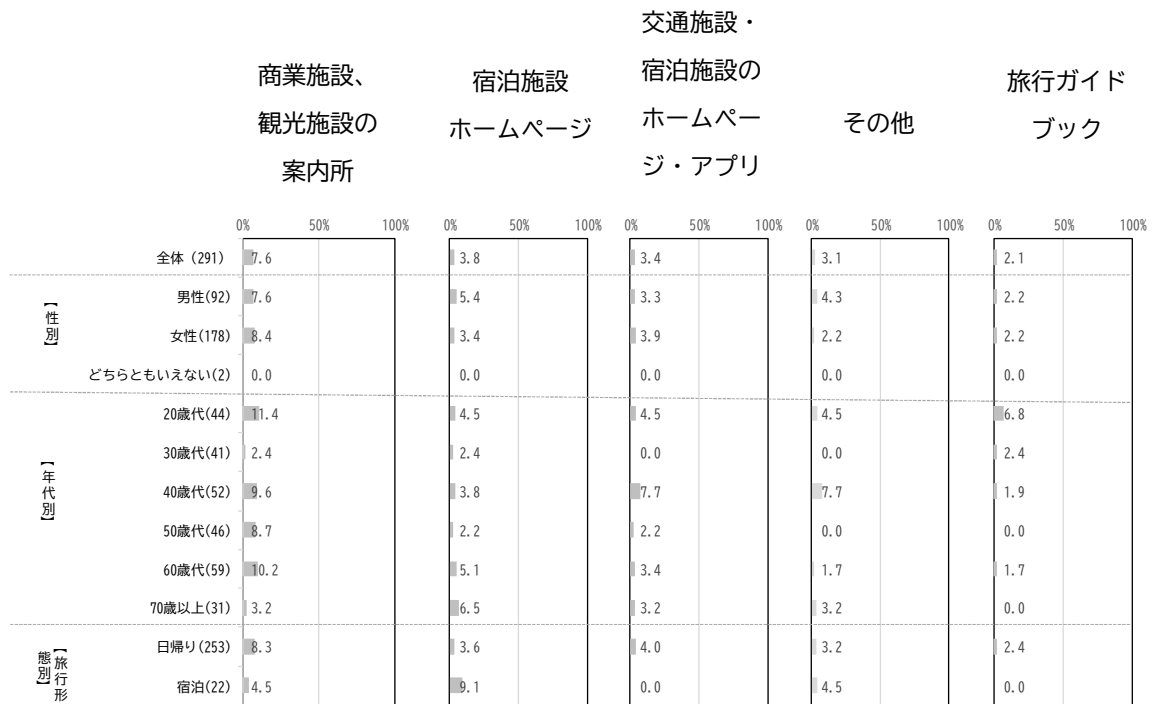 商業施設、
観光施設の
案内所
宿泊施設
ホームページ
交通施設・
宿泊施設の
ホームペー
ジ・アプリ
その他
旅行ガイド
ブック
0% 50% 100% 0% 50% 100% 0% 50% 100% 0% 50% 100% 0% 50% 100%
全体（291） 7.6 3.8 3.4 3.1 2.1
【性別】
男性(92) 7.6 5.4 3.3 4.3 2.2
女性(178) 8.4 3.4 3.9 2.2 2.2
どちらともいえない(2) 0.0 0.0 0.0 0.0 0.0
【年代別】
20歳代(44) 11.4 4.5 4.5 4.5 6.8
30歳代(41) 2.4 2.4 0.0 0.0 2.4
40歳代(52) 9.6 3.8 7.7 7.7 1.9
50歳代(46) 8.7 2.2 2.2 0.0 0.0
60歳代(59) 10.2 5.1 3.4 1.7 1.7
70歳以上(31) 3.2 6.5 3.2 3.2 0.0
【旅行形
態別】
日帰り(253) 8.3 3.6 4.0 3.2 2.4
宿泊(22) 4.5 9.1 0.0 4.5 0.0